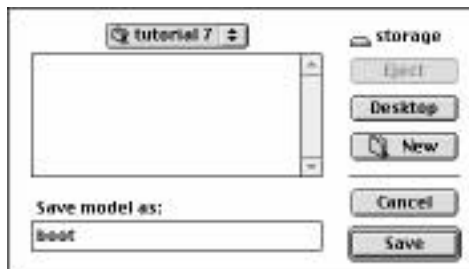 tutorial 7
storage
Eject
Desktop
New
Save model as:
Cancel
boot
Save